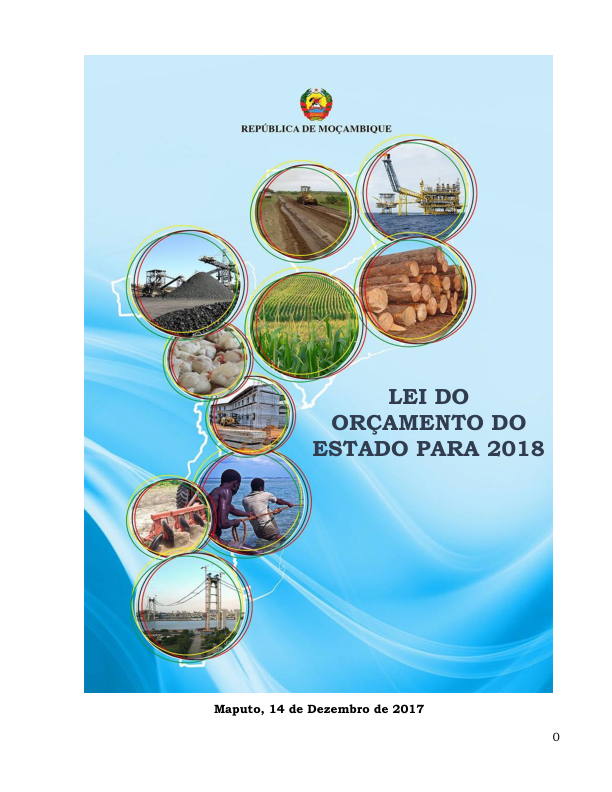 REPÚBLICA DE MOÇAMBIQUE
LEI DO
ORÇAMENTO DO
ESTADO PARA 2018
Maputo, 14 de Dezembro de 2017
0